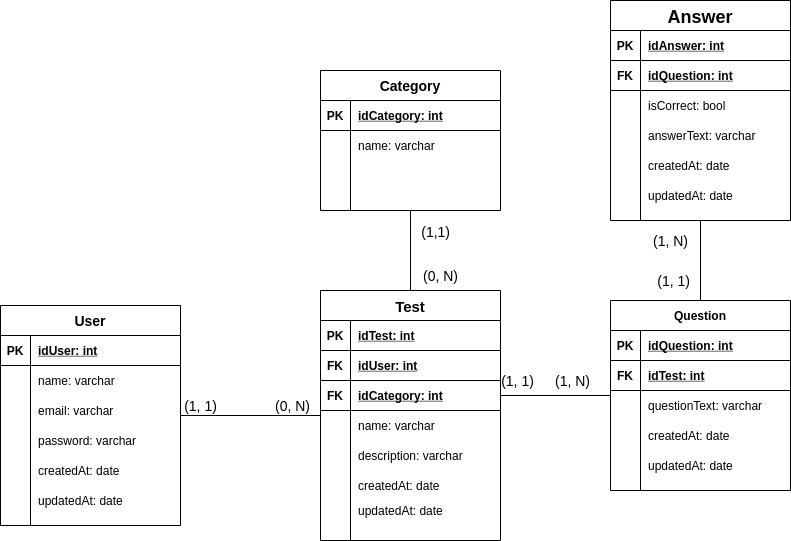 Answer
PK idAnswer: int
FK idQuestion: int
isCorrect: bool
answerText: varchar
createdAt: date
updatedAt: date
Category
PK idCategory: int
name: varchar
(1,1)
(0, N)
(1, N)
(1, 1)
User
PK idUser: int
name: varchar
email: varchar
password: varchar
createdAt: date
updatedAt: date
(1, 1)
(0, N)
Test
PK idTest: int
FK idUser: int
FK idCategory: int
name: varchar
description: varchar
createdAt: date
updatedAt: date
(1, 1)
(1, N)
Question
PK idQuestion: int
FK idTest: int
questionText: varchar
createdAt: date
updatedAt: date